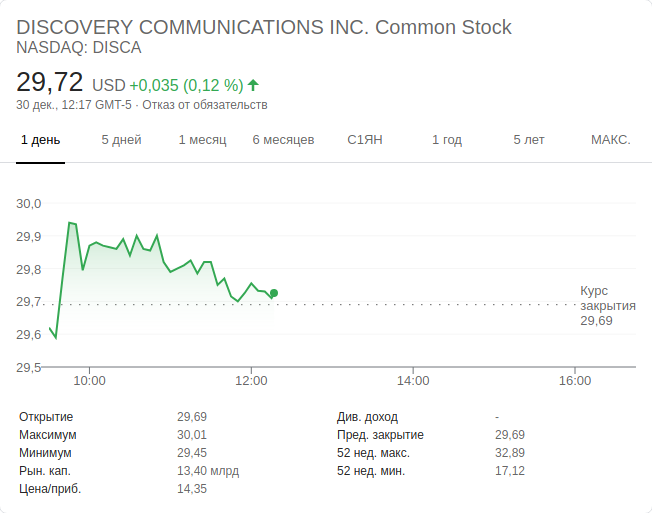 DISCOVERY COMMUNICATIONS INC. Common Stock
NASDAQ: DISCA
29,72 USD +0,035 (0,12 %)
30 дек., 12:17 GMT-5 · Отказ от обязательств
1 день 5 дней 1 месяц 6 месяцев С1ЯН 1 год 5 лет МАКС.
30,0
29,9
29,8
29,7
29,6
29,5
Курс
закрытия
29,69
10:00 12:00 14:00 16:00
Открытие 29,69 Див. доход -
Максимум 30,01 Пред. закрытие 29,69
Минимум 29,45 52 нед. макс. 32,89
Рын. кап. 13,40 млрд 52 нед. мин. 17,12
Цена/приб. 14,35